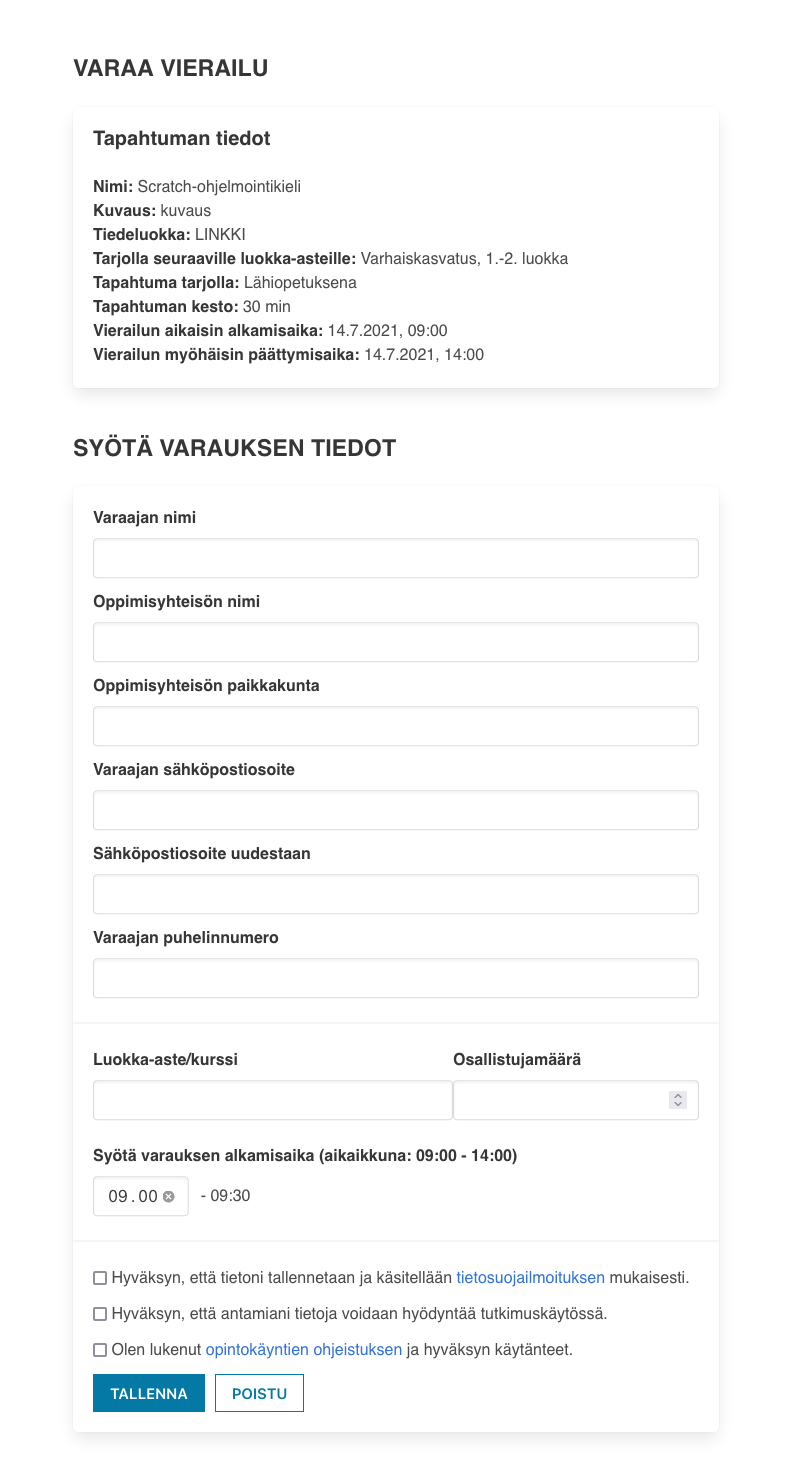 VARAA VIERAILU
Tapahtuman tiedot
Nimi: Scratch-ohjelmointikieli
Kuvaus: kuvaus
Tiedeluokka: LINKKI
Tarjolla seuraaville luokka-asteille: Varhaiskasvatus, 1.-2. luokka
Tapahtuma tarjolla: Lähiopetuksena
Tapahtuman kesto: 30 min
Vierailun aikaisin alkamisaika: 14.7.2021, 09:00
Vierailun myöhäisin päättymisaika: 14.7.2021, 14:00
SYÖTÄ VARAUKSEN TIEDOT
Varaajan nimi
Oppimisyhteisön nimi
Oppimisyhteisön paikkakunta
Varaajan sähköpostiosoite
Sähköpostiosoite uudestaan
Varaajan puhelinnumero
Luokka-aste/kurssi Osallistujamäärä
Syötä varauksen alkamisaika (aikaikkuna: 09:00 - 14:00)
09.00 - 09:30
Hyväksyn, että tietoni tallennetaan ja käsitellään tietosuojailmoituksen mukaisesti.
Hyväksyn, että antamiani tietoja voidaan hyödyntää tutkimuskäytössä.
Olen lukenut opintokäyntien ohjeistuksen ja hyväksyn käytänteet.
TALLENNA POISTU